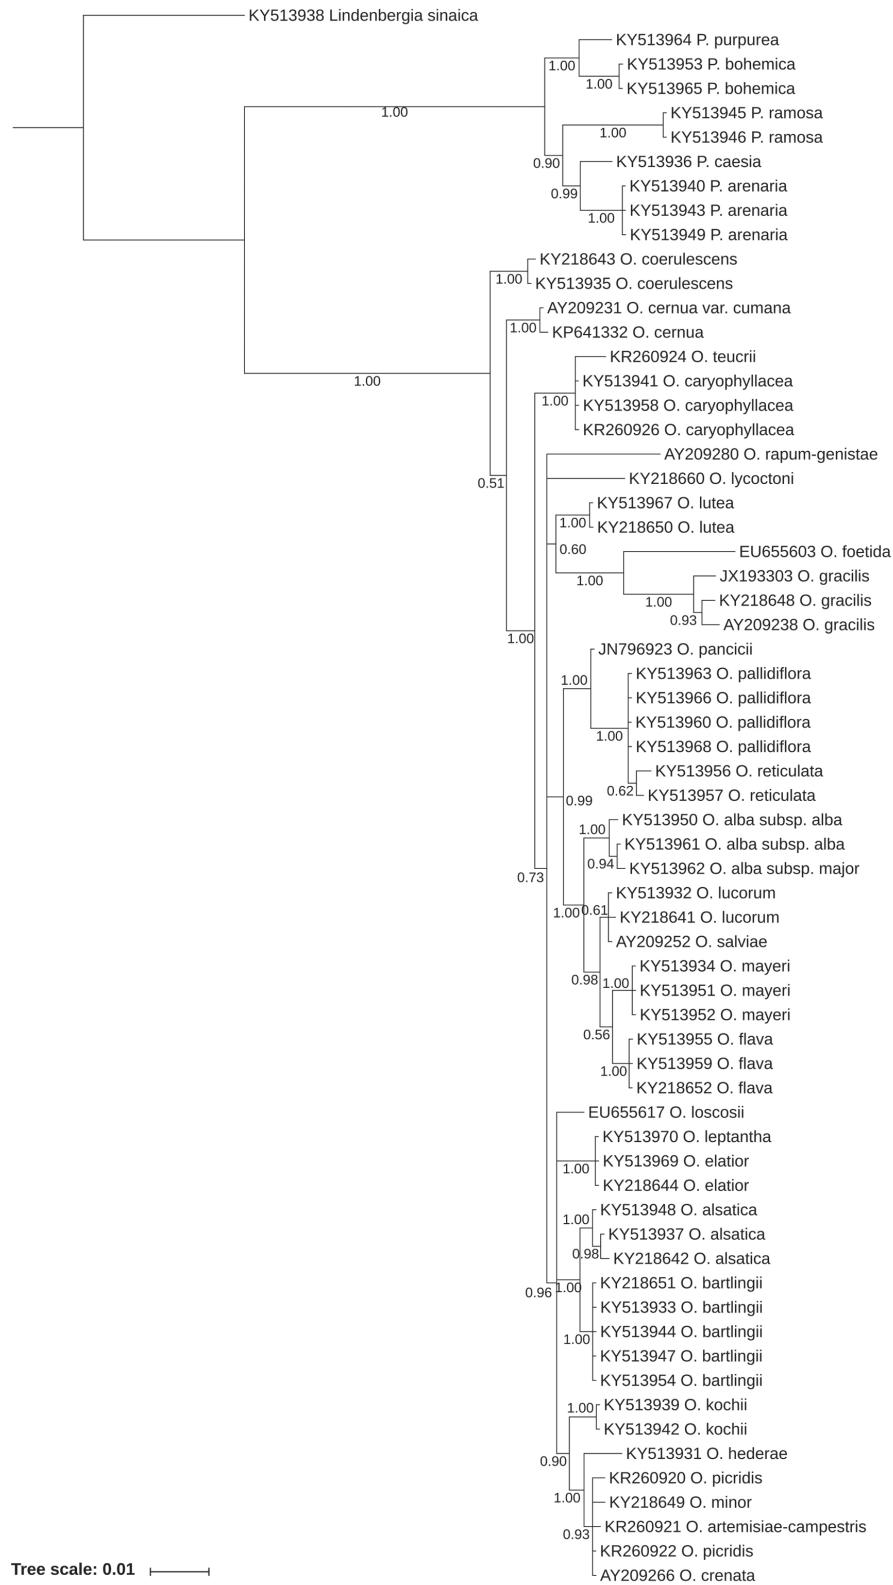 KY513938 Lindenbergia sinaica
KY513964 P. purpurea
1.00
KY513953 P. bohemica
1.00
KY513965 P. bohemica
1.00
KY513945 P. ramosa
1.00
KY513946 P. ramosa
0.90
KY513936 P. caesia
0.99
KY513940 P. arenaria
1.00
KY513943 P. arenaria
KY513949 P. arenaria
KY218643 O. coerulescens
1.00
KY513935 O. coerulescens
AY209231 O. cernua var. cumana
1.00
KP641332 O. cernua
KR260924 O. teucrii
1.00
KY513941 O. caryophyllacea
1.00
KY513958 O. caryophyllacea
KR260926 O. caryophyllacea
AY209280 O. rapum-genistae
0.51
KY218660 O. lycoctoni
KY513967 O. lutea
1.00
KY218650 O. lutea
0.60
EU655603 O. foetida
1.00
JX193303 O. gracilis
1.00
KY218648 O. gracilis
0.93
AY209238 O. gracilis
1.00
JN796923 O. pancicii
1.00
KY513963 O. pallidiflora
KY513966 O. pallidiflora
KY513960 O. pallidiflora
1.00
KY513968 O. pallidiflora
KY513956 O. reticulata
0.62
KY513957 O. reticulata
0.99
KY513950 O. alba subsp. alba
1.00
KY513961 O. alba subsp. alba
0.94
KY513962 O. alba subsp. major
0.73
KY513932 O. lucorum
1.00
0.61
KY218641 O. lucorum
AY209252 O. salviae
KY513934 O. mayeri
0.98
1.00
KY513951 O. mayeri
KY513952 O. mayeri
0.56
KY513955 O. flava
KY513959 O. flava
1.00
KY218652 O. flava
EU655617 O. loscosii
KY513970 O. leptantha
KY513969 O. elatior
1.00
KY218644 O. elatior
KY513948 O. alsatica
1.00
KY513937 O. alsatica
0.98
KY218642 O. alsatica
KY218651 O. bartlingii
0.96
1.00
KY513933 O. bartlingii
KY513944 O. bartlingii
1.00
KY513947 O. bartlingii
KY513954 O. bartlingii
KY513939 O. kochii
1.00
KY513942 O. kochii
KY513931 O. hederae
0.90
KR260920 O. picridis
1.00
KY218649 O. minor
KR260921 O. artemisiae-campestris
0.93
KR260922 O. picridis
AY209266 O. crenata
Tree scale: 0.01